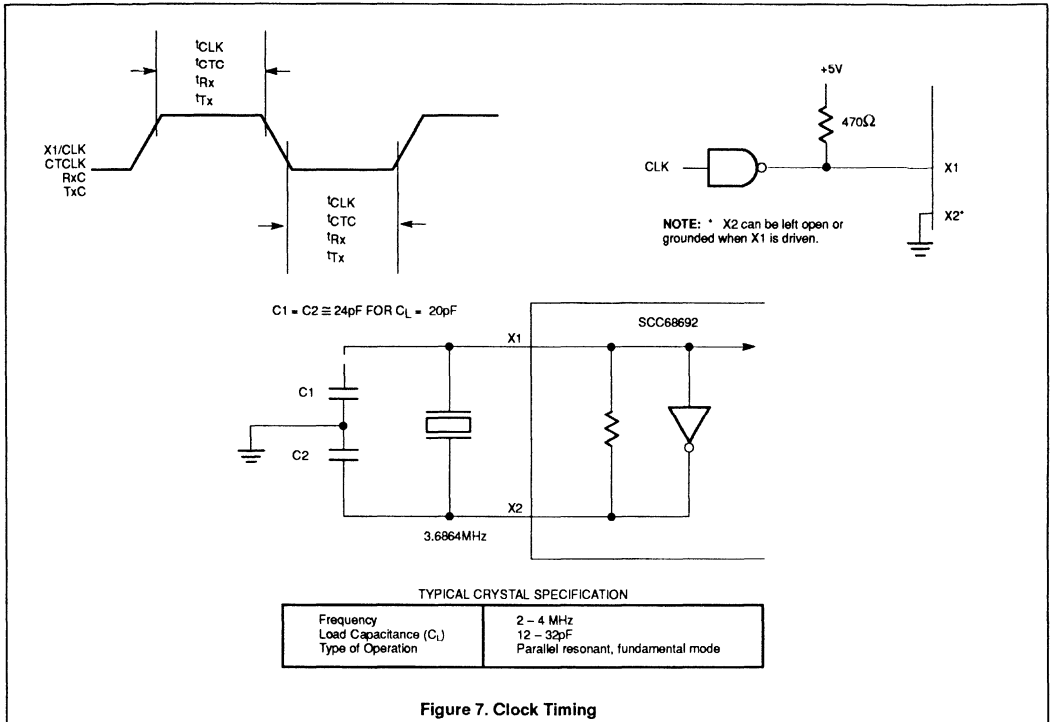 tCLK
tCTC
tRx
tTx
X1/CLK
CTCLK
RxC
TxC
tCLK
tCTC
tRx
tTx
+5V
470Ω
CLK
X1
X2*
NOTE: * X2 can be left open or
grounded when X1 is driven.
C1 = C2 ≅ 24pF FOR CL = 20pF
SCC68692
X1
C1
C2
X2
3.6864MHz
TYPICAL CRYSTAL SPECIFICATION
Frequency 2 – 4 MHz
Load Capacitance (CL) 12 – 32pF
Type of Operation Parallel resonant, fundamental mode
Figure 7. Clock Timing